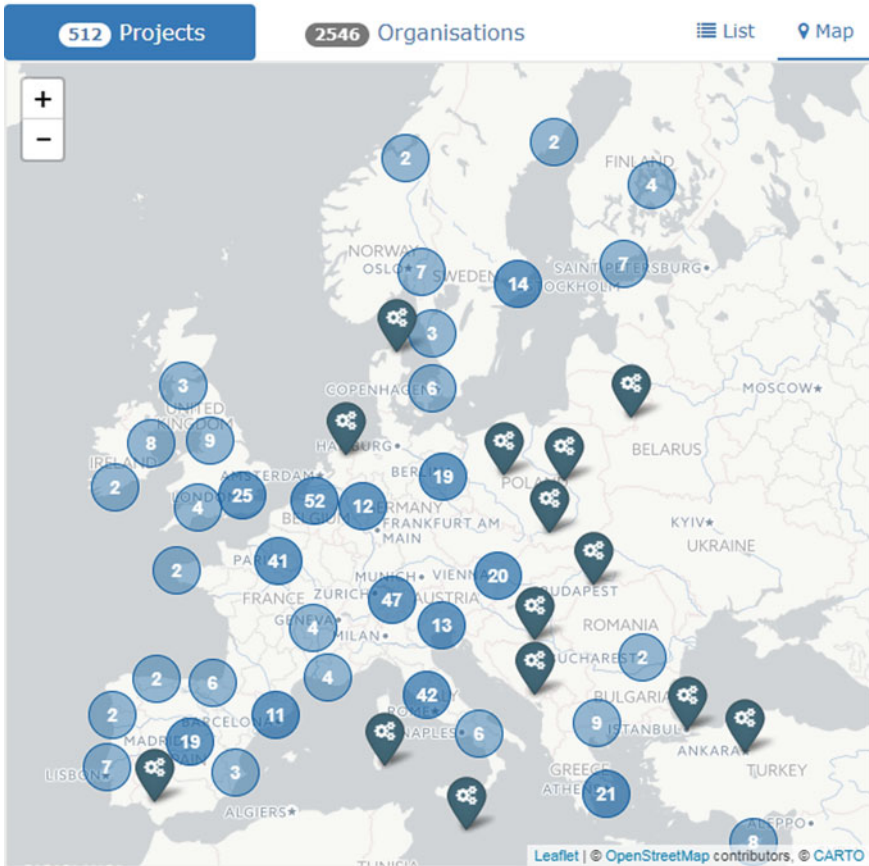 512 Projects
2546 Organisations
List
Map
+
−
2
2
FINLAND
4
NORWAY
OSLO
7
SWEDEN
14
STOCKHOLM
7
SAINT PETERSBURG
3
COPENHAGEN
6
MOSCOW
3
UNITED
KINGDOM
8
9
IRELAND
2
HAMBURG
BERLIN
19
POLAND
BELARUS
AMSTERDAM
LONDON
4
25
52
BELGIUM
12
GERMANY
FRANKFURT AM
MAIN
KYIV
UKRAINE
2
PARIS
41
FRANCE
MUNICH
VIENNA
20
ZÜRICH
47
AUSTRIA
BUDAPEST
GENEVA
4
MILAN
13
ROMANIA
BUCHAREST
2
2
6
4
42
ITALY
ROME
BULGARIA
2
BARCELONA
11
NAPLES
6
9
ISTANBUL
MADRID
19
SPAIN
ANKARA
7
LISBON
3
GREECE
ATHENS
21
TURKEY
ALGIERS
ALEPPO
8
TUNISIA
Leaflet | © OpenStreetMap contributors, © CARTO